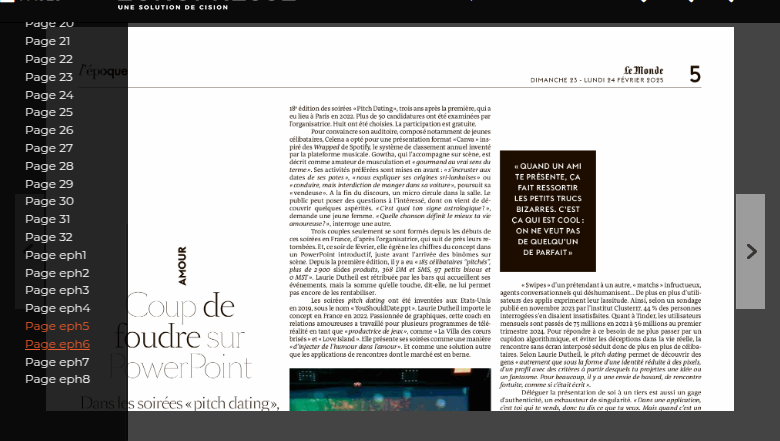 UNE SOLUTION DE CISION
Page 20
Page 21
Page 22
Page 23
Page 24
Page 25
Page 26
Page 27
Page 28
Page 29
Page 30
Page 31
Page 32
Page eph1
Page eph2
Page eph3
Page eph4
Page eph5
Page eph6
Page eph7
Page eph8
l'époque
Le Monde
DIMANCHE 23 - LUNDI 24 FÉVRIER 2025
5
AMOUR
Coup de
foudre sur
PowerPoint
Dans les soirées « pitch dating »,
18e édition des soirées « Pitch Dating », trois ans après la première, qui a
eu lieu à Paris en 2022. Plus de 50 candidatures ont été examinées par
l'organisatrice. Huit ont été choisies. La participation est gratuite.
Pour convaincre son auditoire, composé notamment de jeunes
célibataires, Celena a opté pour une présentation format « Canva » ins-
piré des Wrapped de Spotify, le système de classement annuel inventé
par la plateforme musicale. Gowtha, qui l'accompagne sur scène, est
décrit comme amateur de musculation et « gourmand au vrai sens du
terme ». Ses activités préférées sont mises en avant : « s'incruster aux
dates de ses potes », « nous expliquer ses origines sri-lankaises » ou
« conduire, mais interdiction de manger dans sa voiture », poursuit sa
« vendeuse ». A la fin du discours, un micro circule dans la salle. Le
public peut poser des questions à l'intéressé, dont on vient de dé-
couvrir quelques aspérités. « C'est quoi ton signe astrologique ? »,
demande une jeune femme. « Quelle chanson définit le mieux ta vie
amoureuse ? », interroge une autre.
Trois couples seulement se sont formés depuis les débuts de
ces soirées en France, d'après l'organisatrice, qui suit de près leurs re-
tombées. Et, ce soir de février, elle égrène les chiffres du concept dans
un PowerPoint introductif, juste avant l'arrivée des binômes sur
scène. Depuis la première édition, il y a eu « 185 célibataires "pitchés",
plus de 2 900 slides produits, 368 DM et SMS, 97 petits bisous et
0 MST ». Laurie Dutheil est rétribuée par les bars qui accueillent ses
événements, mais la somme qu'elle touche, dit-elle, ne lui permet
pas encore de les rentabiliser.
Les soirées pitch dating ont été inventées aux Etats-Unis
en 2019, sous le nom « YouShouldDate.ppt ». Laurie Dutheil importe le
concept en France en 2022. Passionnée de graphiques, cette coach en
relations amoureuses a travaillé pour plusieurs programmes de télé-
réalité en tant que « productrice de jeux », comme « La Villa des cœurs
brisés » et « Love Island ». Elle présente ses soirées comme une manière
« d'injecter de l'humour dans l'amour ». Et comme une solution autre
que les applications de rencontres dont le marché est en berne.
« QUAND UN AMI
TE PRÉSENTE, ÇA
FAIT RESSORTIR
LES PETITS TRUCS
BIZARRES. C'EST
ÇA QUI EST COOL :
ON NE VEUT PAS
DE QUELQU'UN
DE PARFAIT »
« Swipes » d'un prétendant à un autre, « matchs » infructueux,
agents conversationnels qui déshumanisent… De plus en plus d'utili-
sateurs des applis expriment leur lassitude. Ainsi, selon un sondage
publié en novembre 2023 par l'institut Cluster17, 44 % des personnes
interrogées s'en disaient insatisfaites. Quant à Tinder, les utilisateurs
mensuels sont passés de 75 millions en 2021 à 56 millions au premier
trimestre 2024. Pour répondre à ce besoin de ne plus passer par un
cupidon algorithmique, et éviter les déceptions dans la vie réelle, la
rencontre sans écran interposé séduit donc de plus en plus de céliba-
taires. Selon Laurie Dutheil, le pitch dating permet de découvrir des
gens « autrement que sous la forme d'une identité réduite à des pixels,
d'un profil avec des critères à partir desquels tu projettes une idée ou
un fantasme. Pour beaucoup, il y a une envie de hasard, de rencontre
fortuite, comme si c'était écrit ».
Déléguer la présentation de soi à un tiers est aussi un gage
d'authenticité, un exhausteur de singularité. « Dans une application,
c'est toi qui te vends, donc tu dis ce que tu veux. Mais quand c'est un